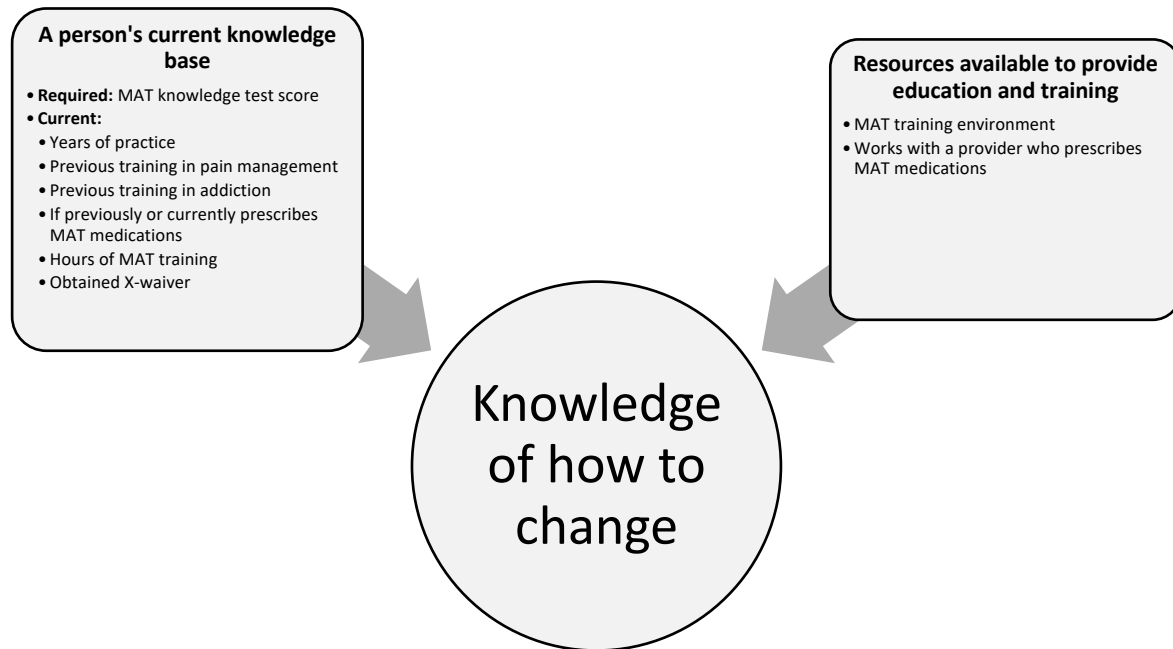 A person's current knowledge
base
• Required: MAT knowledge test score
• Current:
• Years of practice
• Previous training in pain management
• Previous training in addiction
• If previously or currently prescribes
MAT medications
• Hours of MAT training
• Obtained X-waiver
Resources available to provide
education and training
• MAT training environment
• Works with a provider who prescribes
MAT medications
Knowledge
of how to
change